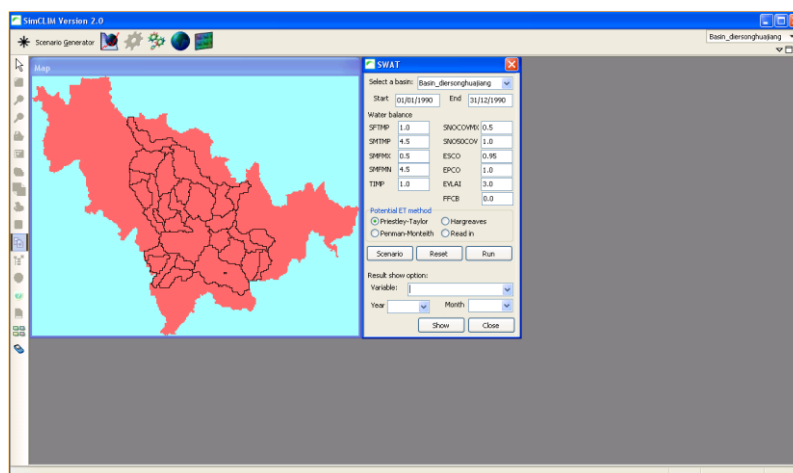 SimCLIM Version 2.0
Scenario Generator
Basin_diersonghuajiang
Map
SWAT
Select a basin: Basin_diersonghuajiang
Start 01/01/1990 End 31/12/1990
Water balance
SFTMP 1.0 SNOCOVMX 0.5
SMTMP 4.5 SNO50COV 1.0
SMFMX 0.5 ESCO 0.95
SMFMN 4.5 EPCO 1.0
TIMP 1.0 EVLAI 3.0
FFCB 0.0
Potential ET method
Priestley-Taylor Hargreaves
Penman-Monteith Read in
Scenario Reset Run
Result show option:
Variable:
Year Month
Show Close